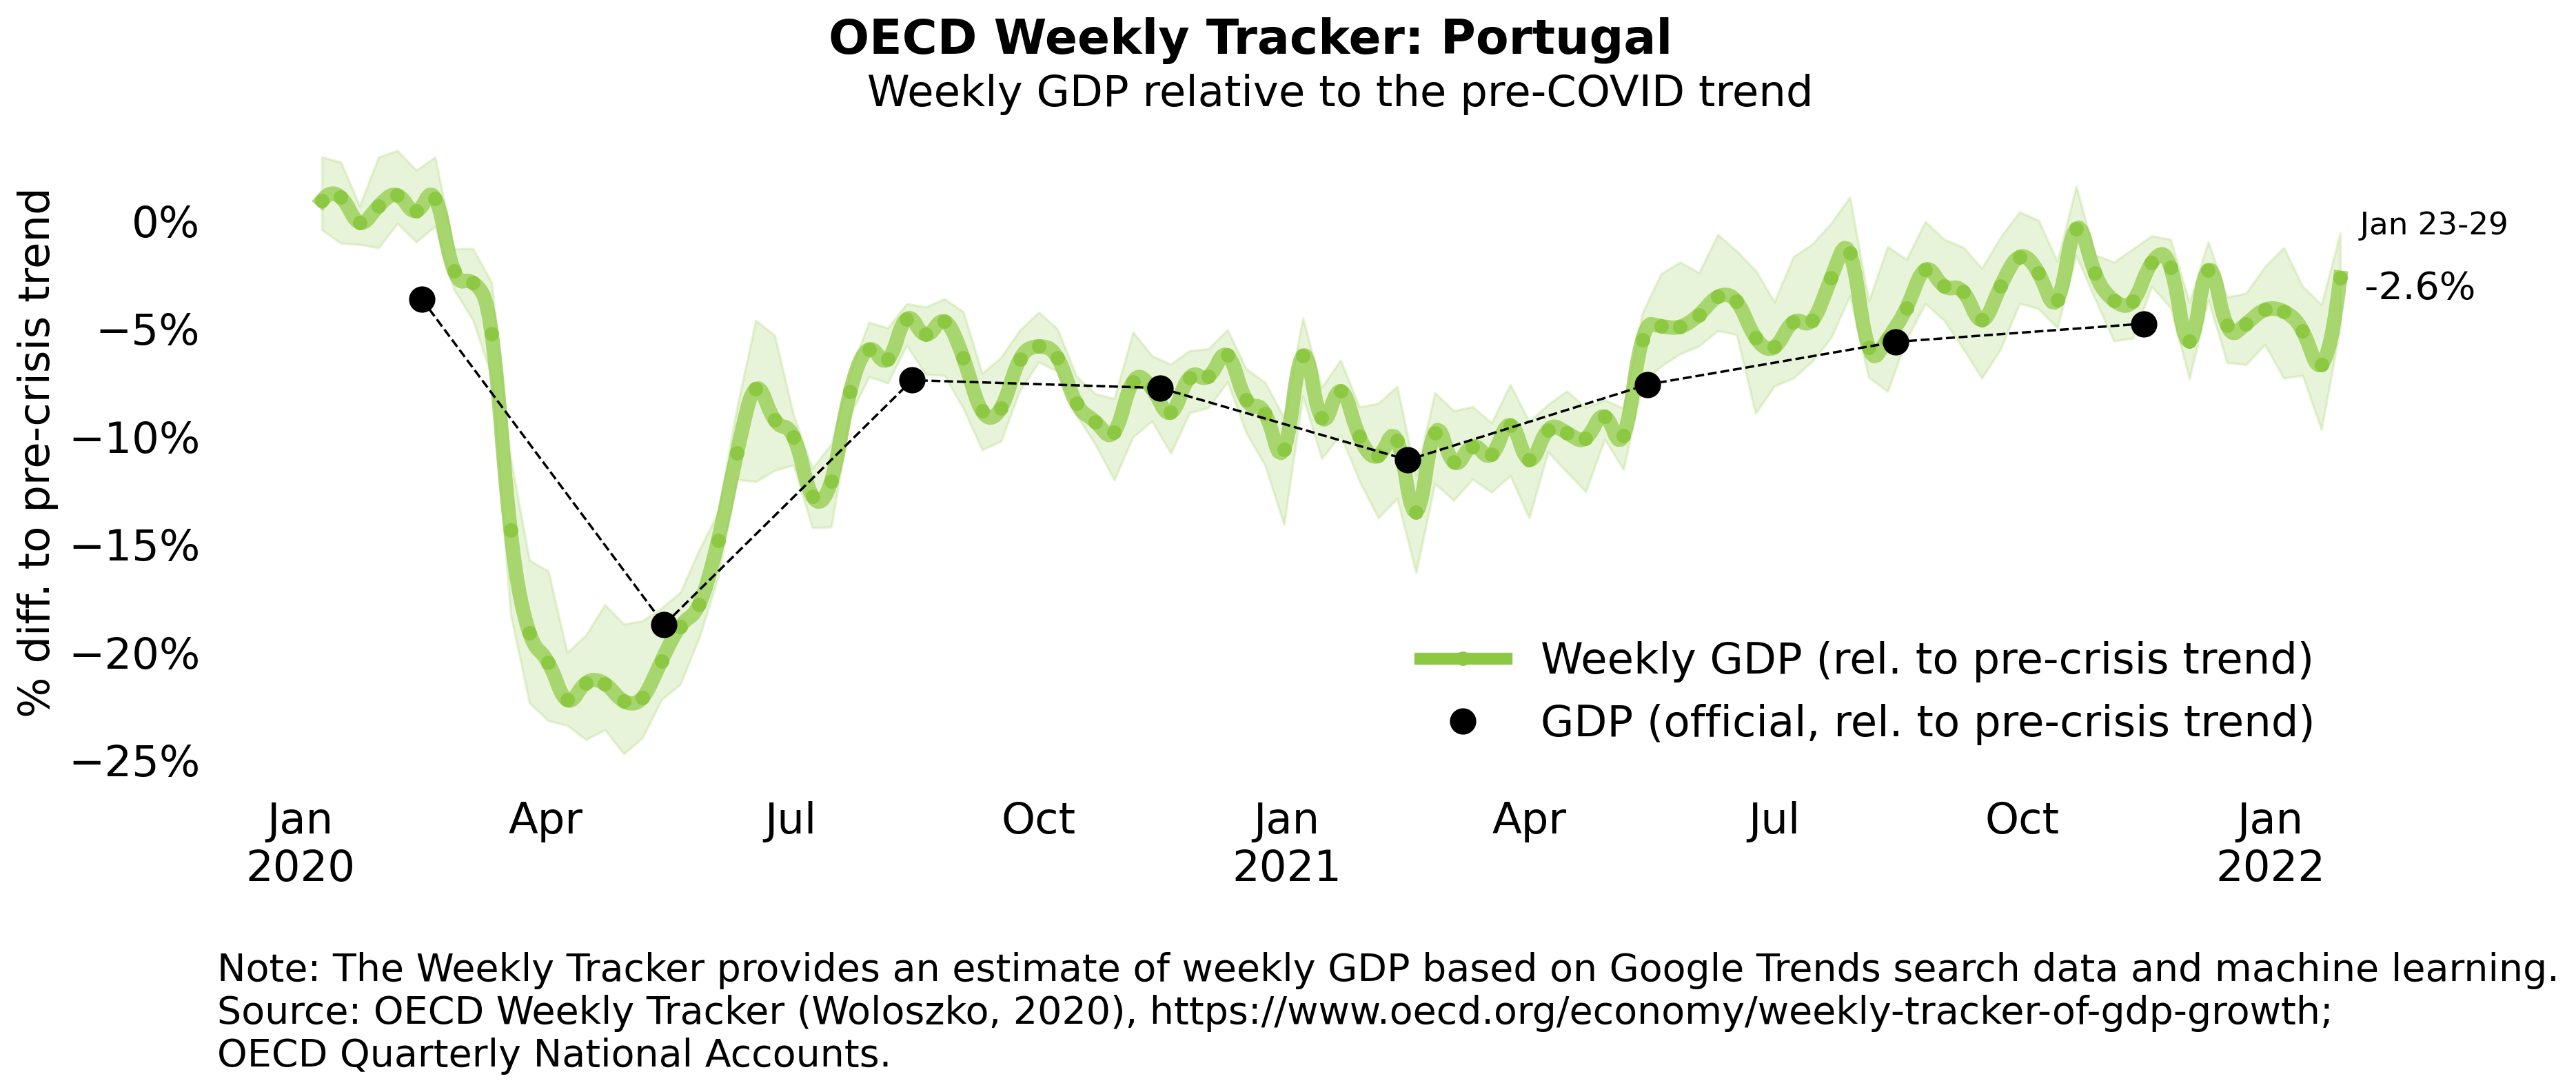 OECD Weekly Tracker: Portugal
Weekly GDP relative to the pre-COVID trend
% diff. to pre-crisis trend
0%
−5%
−10%
−15%
−20%
−25%
Jan 23-29
-2.6%
Weekly GDP (rel. to pre-crisis trend)
GDP (official, rel. to pre-crisis trend)
Jan Apr Jul Oct Jan Apr Jul Oct Jan
2020 2021 2022
Note: The Weekly Tracker provides an estimate of weekly GDP based on Google Trends search data and machine learning.
Source: OECD Weekly Tracker (Woloszko, 2020), https://www.oecd.org/economy/weekly-tracker-of-gdp-growth;
OECD Quarterly National Accounts.